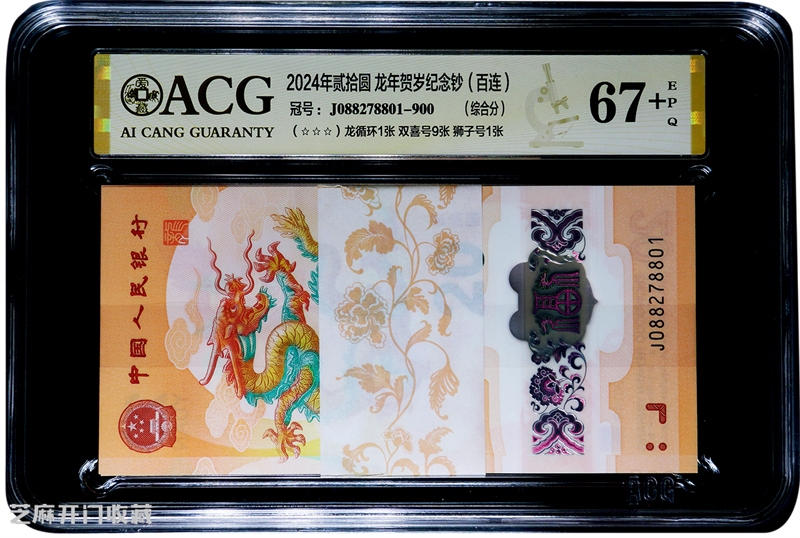 ACG
AI CANG GUARANTY
2024年贰拾圆 龙年贺岁纪念钞(百连)
冠号:J088278801-900 (综合分)
(☆☆☆)龙循环1张 双喜号9张 狮子号1张
67+
EPQ
中国人民银行
J088278801
ACG
芝麻开门收藏